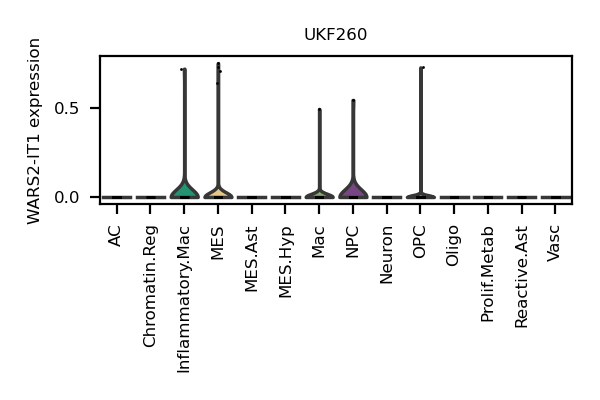 UKF260
WARS2-IT1 expression
0.5
0.0
AC
Chromatin.Reg
Inflammatory.Mac
MES
MES.Ast
MES.Hyp
Mac
NPC
Neuron
OPC
Oligo
Prolif.Metab
Reactive.Ast
Vasc